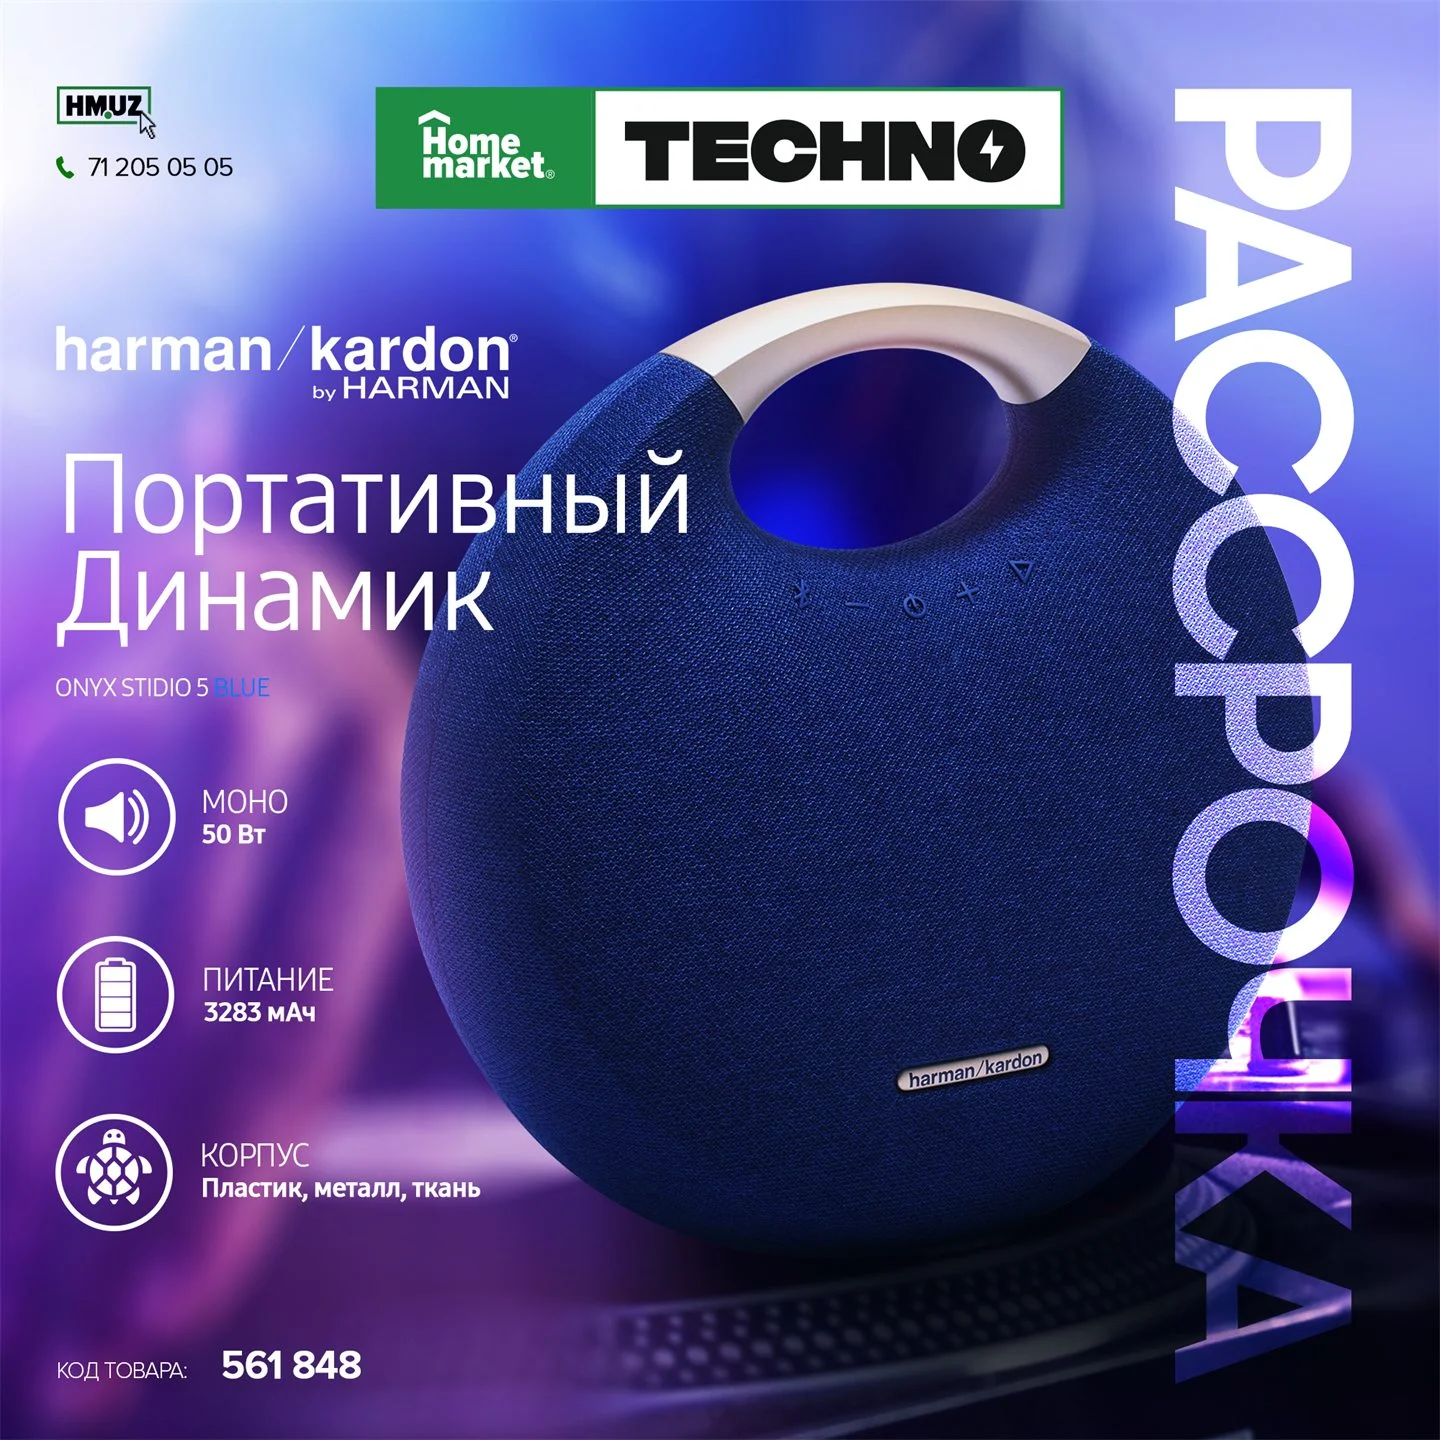 HM.UZ
71 205 05 05
Home
market®
TECHNO
harman/kardon®
by HARMAN
Портативный
Динамик
ONYX STIDIO 5 BLUE
МОНО
50 Вт
ПИТАНИЕ
3283 мАч
КОРПУС
Пластик, металл, ткань
КОД ТОВАРА: 561 848
harman/kardon
РАССРОЧКА